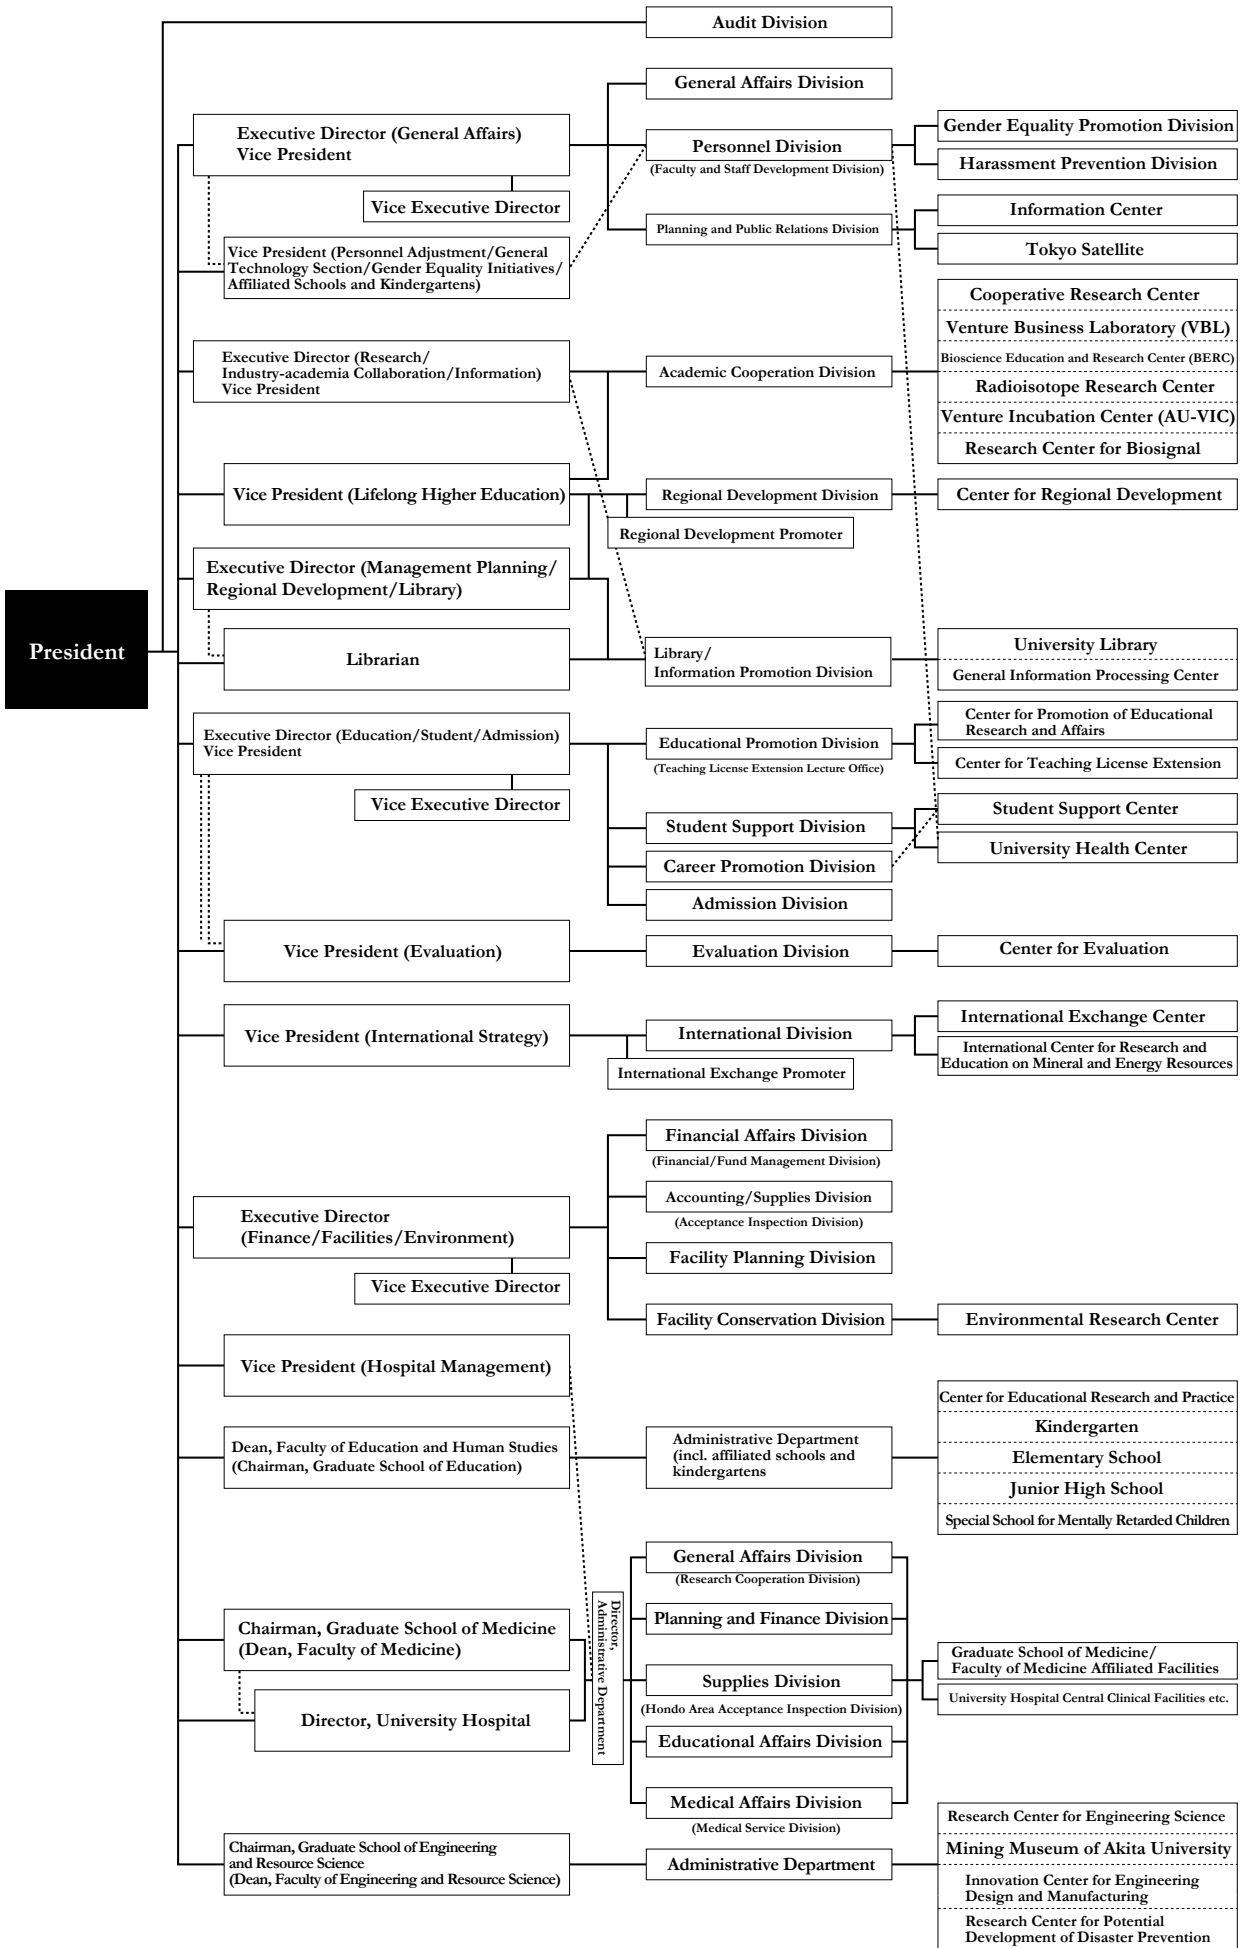 Audit Division
General Affairs Division
Executive Director (General Affairs)
Vice President
Personnel Division
(Faculty and Staff Development Division)
Gender Equality Promotion Division
Harassment Prevention Division
Vice Executive Director
Planning and Public Relations Division
Information Center
Tokyo Satellite
Vice President (Personnel Adjustment/General
Technology Section/Gender Equality Initiatives/
Affiliated Schools and Kindergartens)
Executive Director (Research/
Industry-academia Collaboration/Information)
Vice President
Academic Cooperation Division
Cooperative Research Center
Venture Business Laboratory (VBL)
Bioscience Education and Research Center (BERC)
Radioisotope Research Center
Venture Incubation Center (AU-VIC)
Research Center for Biosignal
Vice President (Lifelong Higher Education)
Regional Development Division
Center for Regional Development
Regional Development Promoter
Executive Director (Management Planning/
Regional Development/Library)
President
Librarian
Library/
Information Promotion Division
University Library
General Information Processing Center
Executive Director (Education/Student/Admission)
Vice President
Educational Promotion Division
(Teaching License Extension Lecture Office)
Center for Promotion of Educational
Research and Affairs
Center for Teaching License Extension
Vice Executive Director
Student Support Division
Student Support Center
University Health Center
Career Promotion Division
Admission Division
Vice President (Evaluation)
Evaluation Division
Center for Evaluation
Vice President (International Strategy)
International Division
International Exchange Promoter
International Exchange Center
International Center for Research and
Education on Mineral and Energy Resources
Financial Affairs Division
(Financial/Fund Management Division)
Accounting/Supplies Division
(Acceptance Inspection Division)
Executive Director
(Finance/Facilities/Environment)
Facility Planning Division
Vice Executive Director
Facility Conservation Division
Environmental Research Center
Vice President (Hospital Management)
Dean, Faculty of Education and Human Studies
(Chairman, Graduate School of Education)
Administrative Department
(incl. affiliated schools and
kindergartens
Center for Educational Research and Practice
Kindergarten
Elementary School
Junior High School
Special School for Mentally Retarded Children
Chairman, Graduate School of Medicine
(Dean, Faculty of Medicine)
Director, University Hospital
Director,
Administrative Department
General Affairs Division
(Research Cooperation Division)
Planning and Finance Division
Supplies Division
(Hondo Area Acceptance Inspection Division)
Educational Affairs Division
Medical Affairs Division
(Medical Service Division)
Graduate School of Medicine/
Faculty of Medicine Affiliated Facilities
University Hospital Central Clinical Facilities etc.
Chairman, Graduate School of Engineering
and Resource Science
(Dean, Faculty of Engineering and Resource Science)
Administrative Department
Research Center for Engineering Science
Mining Museum of Akita University
Innovation Center for Engineering
Design and Manufacturing
Research Center for Potential
Development of Disaster Prevention